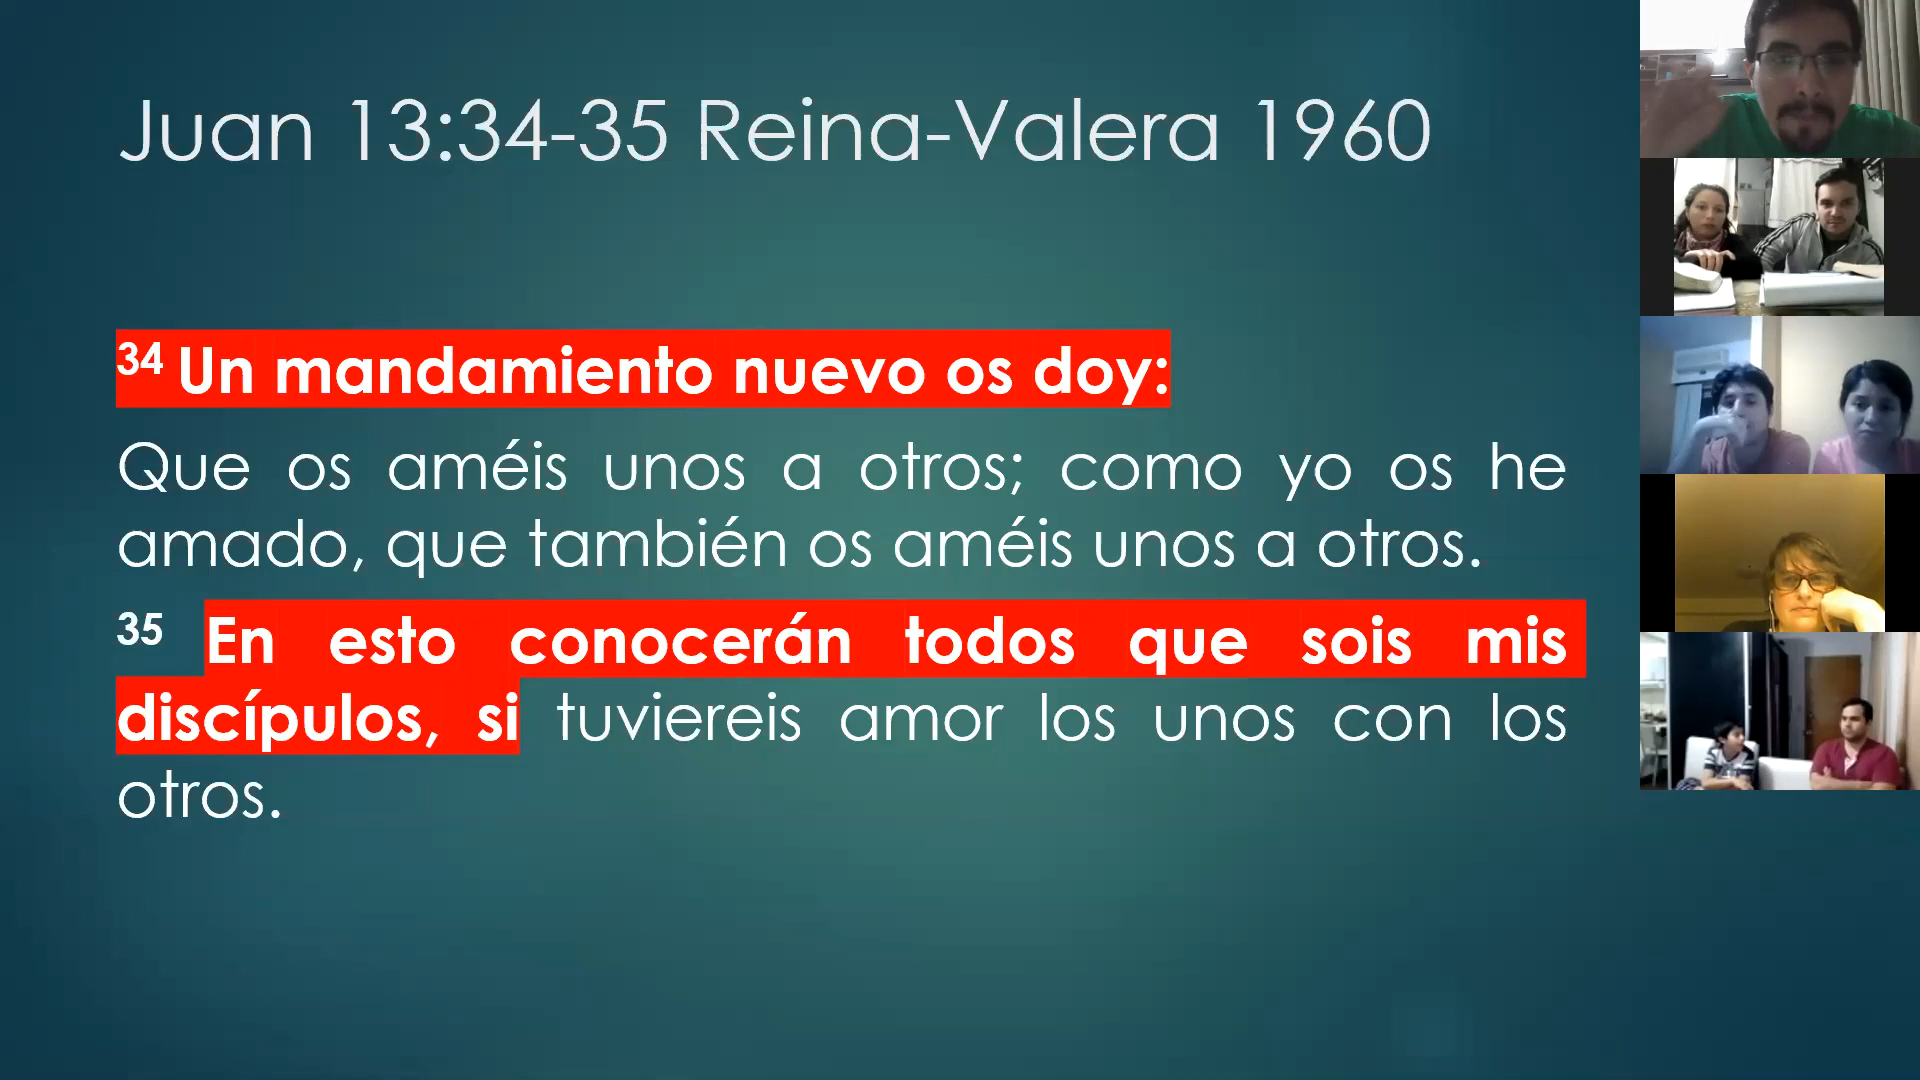 Juan 13:34-35 Reina-Valera 1960
34 Un mandamiento nuevo os doy:
Que os améis unos a otros; como yo os he
amado, que también os améis unos a otros.
35 En esto conocerán todos que sois mis
discípulos, si tuviereis amor los unos con los
otros.